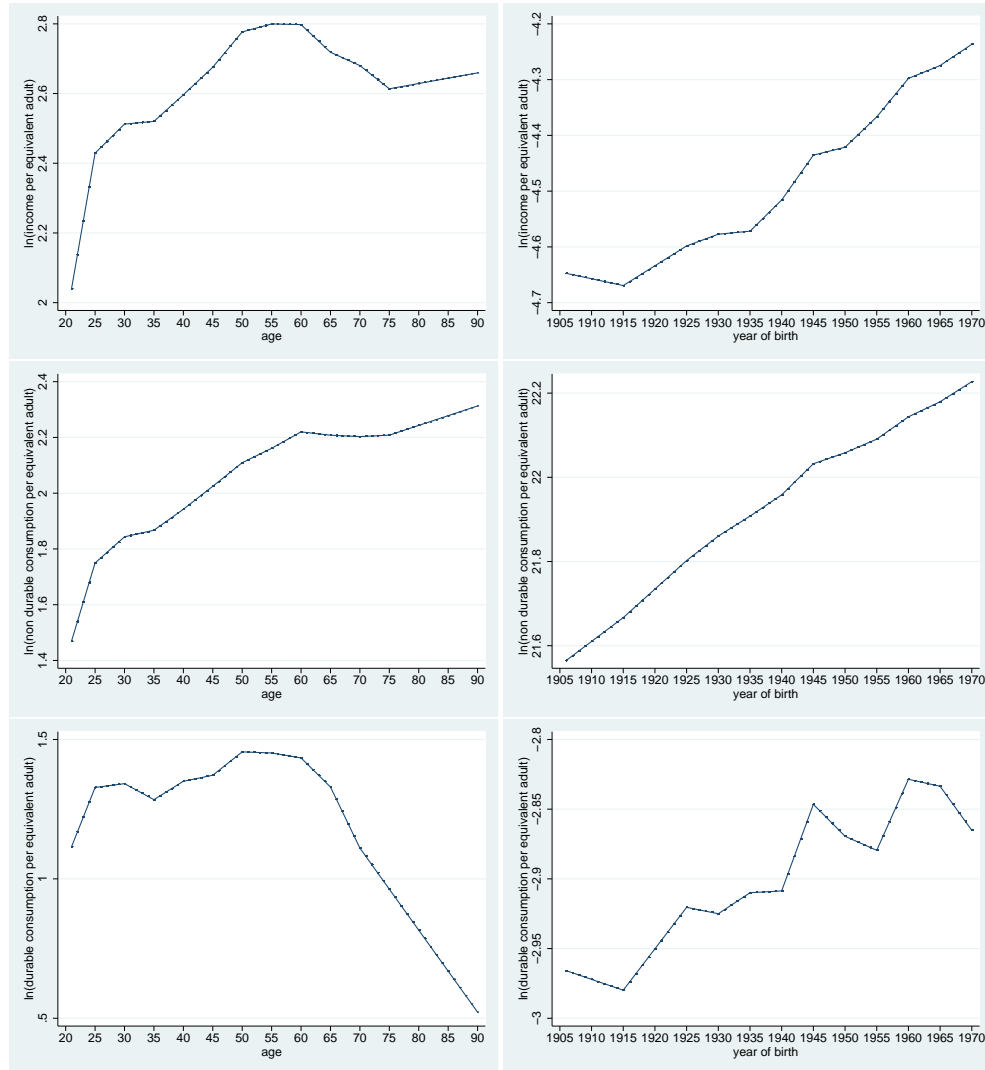 ln(income per equivalent adult)
2 2.2 2.4 2.6 2.8
20 25 30 35 40 45 50 55 60 65 70 75 80 85 90
age
ln(income per equivalent adult)
−4.7 −4.6 −4.5 −4.4 −4.3 −4.2
1905 1910 1915 1920 1925 1930 1935 1940 1945 1950 1955 1960 1965 1970
year of birth
ln(non durable consumption per equivalent adult)
1.4 1.6 1.8 2 2.2 2.4
20 25 30 35 40 45 50 55 60 65 70 75 80 85 90
age
ln(non durable consumption per equivalent adult)
21.6 21.8 22 22.2
1905 1910 1915 1920 1925 1930 1935 1940 1945 1950 1955 1960 1965 1970
year of birth
ln(durable consumption per equivalent adult)
.5 1 1.5
20 25 30 35 40 45 50 55 60 65 70 75 80 85 90
age
ln(durable consumption per equivalent adult)
−3 −2.95 −2.9 −2.85 −2.8
1905 1910 1915 1920 1925 1930 1935 1940 1945 1950 1955 1960 1965 1970
year of birth